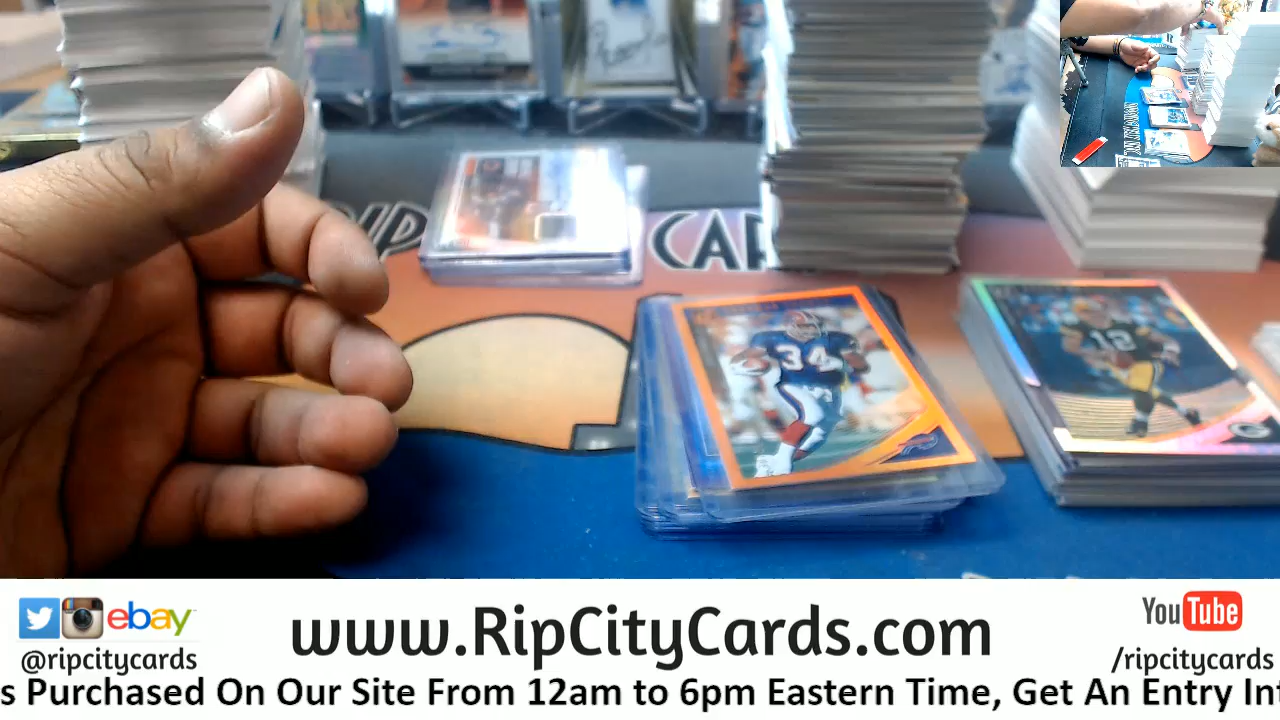 RIP CAR
34
12
ebay
@ripcitycards
www.RipCityCards.com
YouTube
/ripcitycards
s Purchased On Our Site From 12am to 6pm Eastern Time, Get An Entry Int